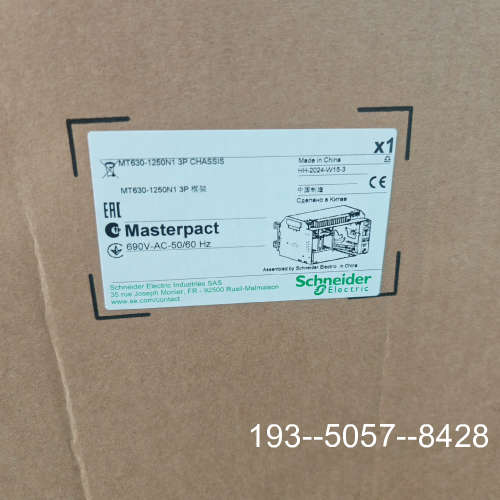 x1
MT630-1250N1 3P CHASSIS
Made in China
HH-2024-W15-3
MT630-1250N1 3P 框架
中国制造
Сделано в Китае
EAC
Masterpact
690V-AC-50/60 Hz
CE
Assembled by Schneider Electric in China
Schneider Electric Industries SAS
35 rue Joseph Monier, FR - 92500 Rueil-Malmaison
www.se.com/contact
Schneider
Electric
193--5057--8428